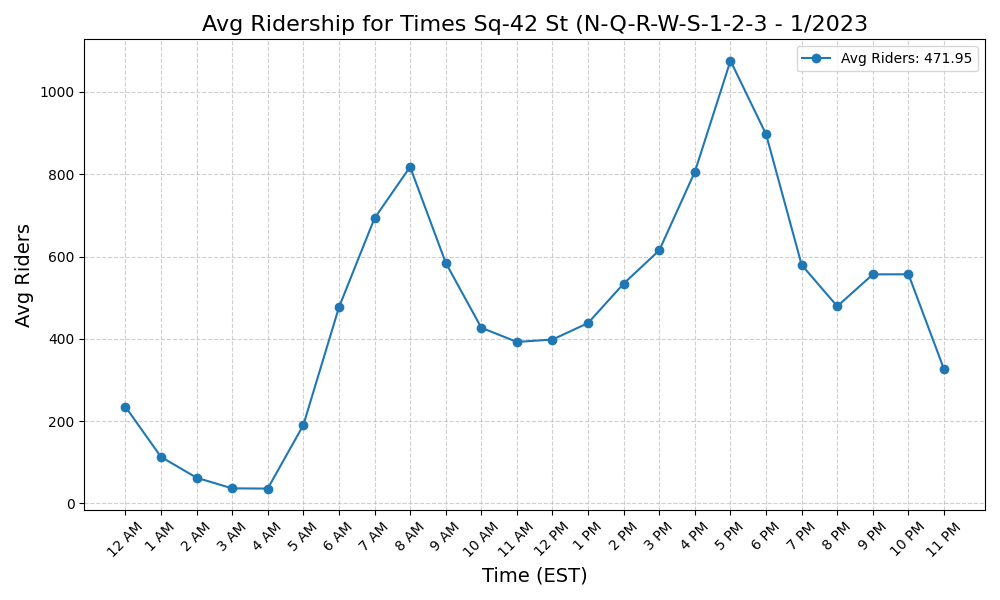 Avg Ridership for Times Sq-42 St (N-Q-R-W-S-1-2-3 - 1/2023
Avg Riders: 471.95
Avg Riders
1000
800
600
400
200
0
12 AM 1 AM 2 AM 3 AM 4 AM 5 AM 6 AM 7 AM 8 AM 9 AM 10 AM 11 AM 12 PM 1 PM 2 PM 3 PM 4 PM 5 PM 6 PM 7 PM 8 PM 9 PM 10 PM 11 PM
Time (EST)